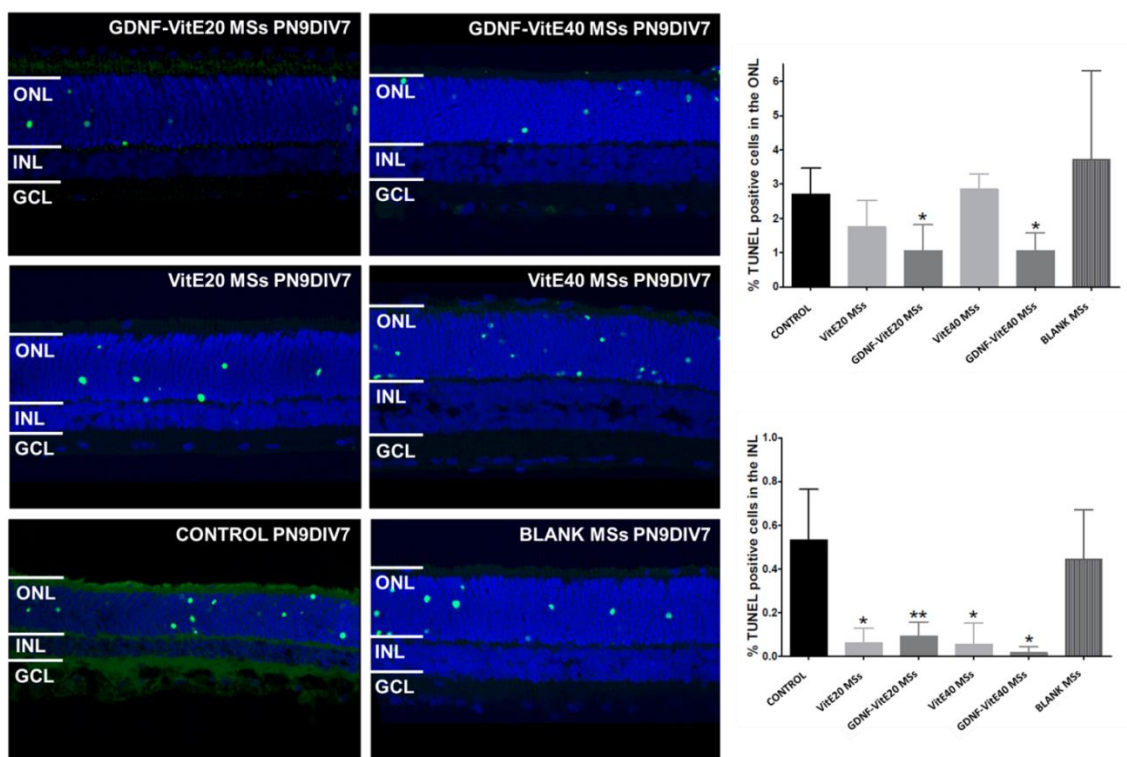 GDNF-VitE20 MSs PN9DIV7
ONL
INL
GCL
GDNF-VitE40 MSs PN9DIV7
ONL
INL
GCL
VitE20 MSs PN9DIV7
ONL
INL
GCL
VitE40 MSs PN9DIV7
ONL
INL
GCL
CONTROL PN9DIV7
ONL
INL
GCL
BLANK MSs PN9DIV7
ONL
INL
GCL
% TUNEL positive cells in the ONL
6
4
3
2
1
0
*
*
CONTROL
VitE20 MSs
GDNF-VitE20 MSs
VitE40 MSs
GDNF-VitE40 MSs
BLANK MSs
% TUNEL positive cells in the INL
1.0
0.8
0.6
0.4
0.2
0.0
*
**
*
*
CONTROL
VitE20 MSs
GDNF-VitE20 MSs
VitE40 MSs
GDNF-VitE40 MSs
BLANK MSs